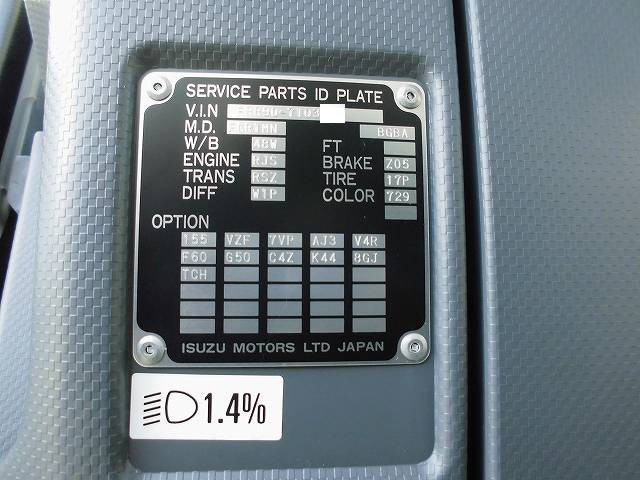 SERVICE PARTS ID PLATE
V.I.N
M.D. BGBA
W/B 48W FT
ENGINE RJS BRAKE Z05
TRANS RSZ TIRE 17P
DIFF W1P COLOR 729
OPTION
155 VZF 7VP AJ3 V4R
F60 G50 C4Z K44 8GJ
TCH
ISUZU MOTORS LTD JAPAN
1.4%